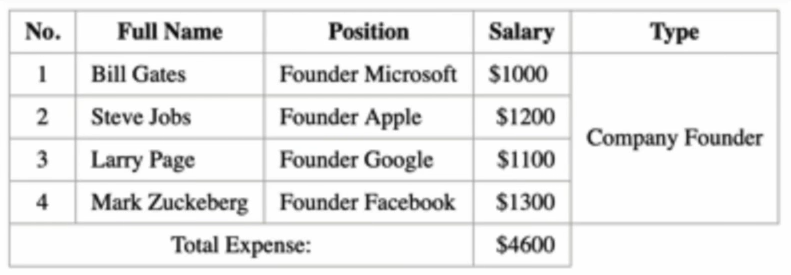 No. Full Name Position Salary Type
1 Bill Gates Founder Microsoft $1000
2 Steve Jobs Founder Apple $1200
Company Founder
3 Larry Page Founder Google $1100
4 Mark Zuckeberg Founder Facebook $1300
Total Expense: $4600